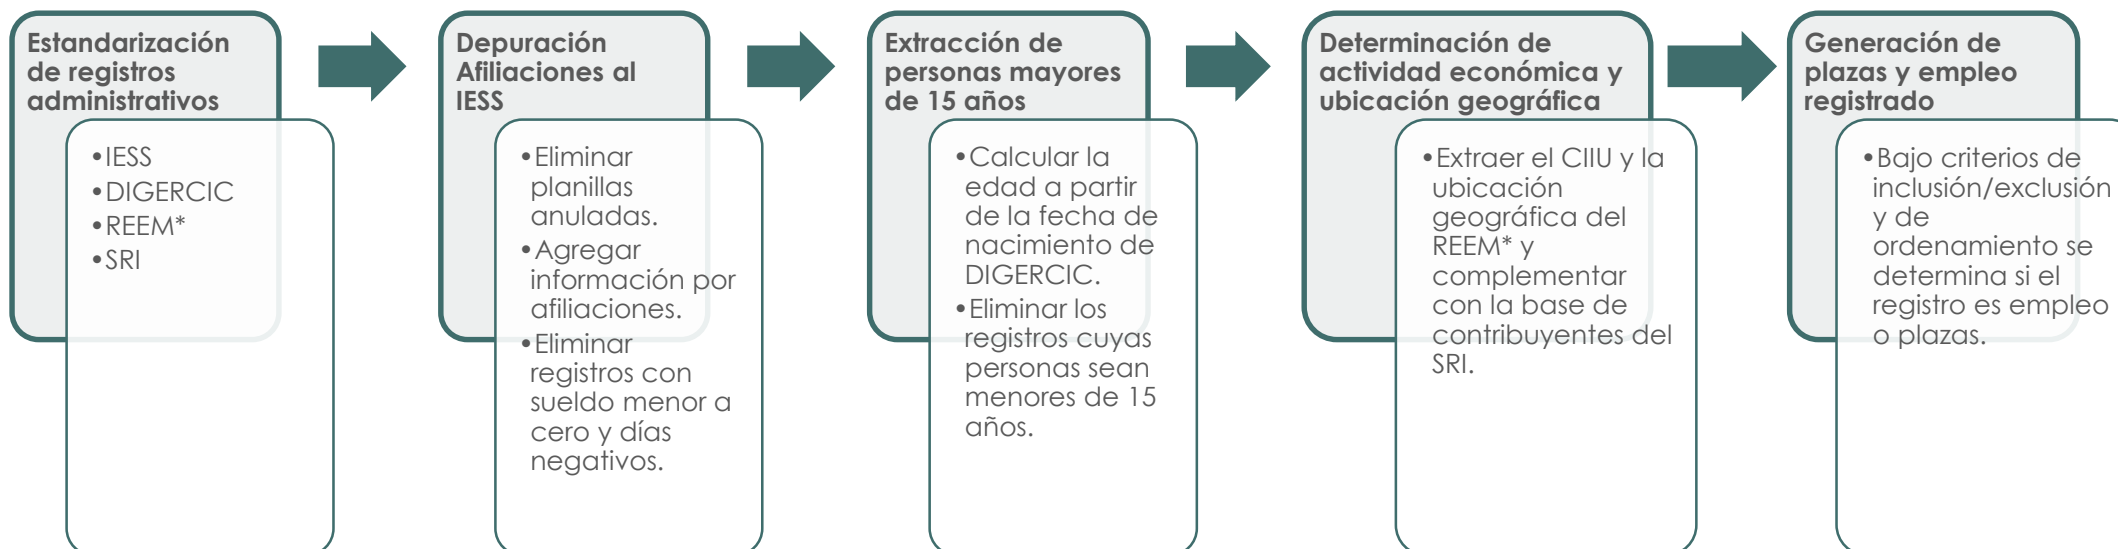 Estandarización
de registros
administrativos
•IESS
•DIGERCIC
•REEM*
•SRI
Depuración
Afiliaciones al
IESS
•Eliminar
planillas
anuladas.
•Agregar
información por
afiliaciones.
•Eliminar
registros con
sueldo menor a
cero y días
negativos.
Extracción de
personas mayores
de 15 años
•Calcular la
edad a partir
de la fecha de
nacimiento de
DIGERCIC.
•Eliminar los
registros cuyas
personas sean
menores de 15
años.
Determinación de
actividad económica y
ubicación geográfica
•Extraer el CIIU y la
ubicación
geográfica del
REEM* y
complementar
con la base de
contribuyentes del
SRI.
Generación de
plazas y empleo
registrado
•Bajo criterios de
inclusión/exclusión
y de
ordenamiento se
determina si el
registro es empleo
o plazas.